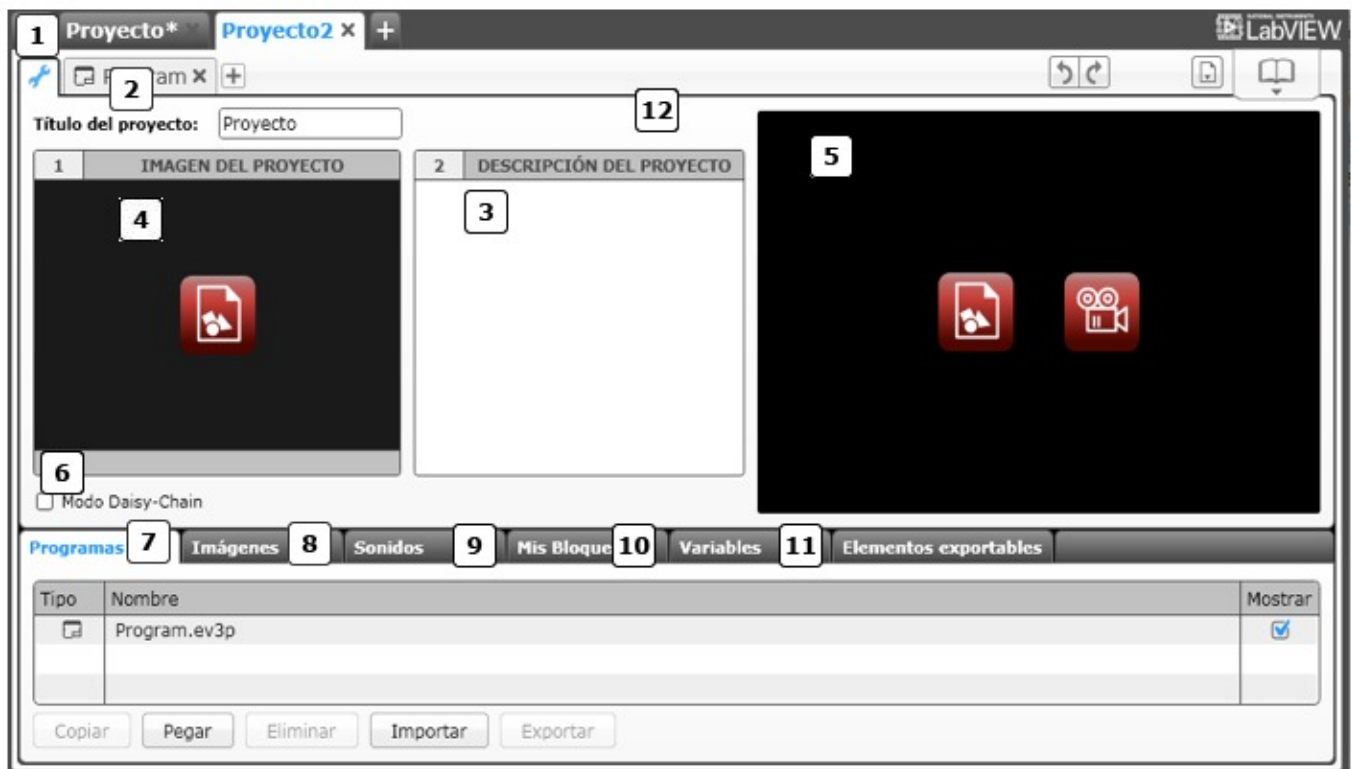 1 Proyecto* Proyecto2 × + NATIONAL INSTRUMENTS LabVIEW
2 ×  +
Título del proyecto: Proyecto 12
1 IMAGEN DEL PROYECTO 2 DESCRIPCIÓN DEL PROYECTO 5
4 3
6
Modo Daisy-Chain
Programas 7 Imágenes 8 Sonidos 9 Mis Bloque 10 Variables 11 Elementos exportables
Tipo Nombre Mostrar
Program.ev3p
Copiar Pegar Eliminar Importar Exportar